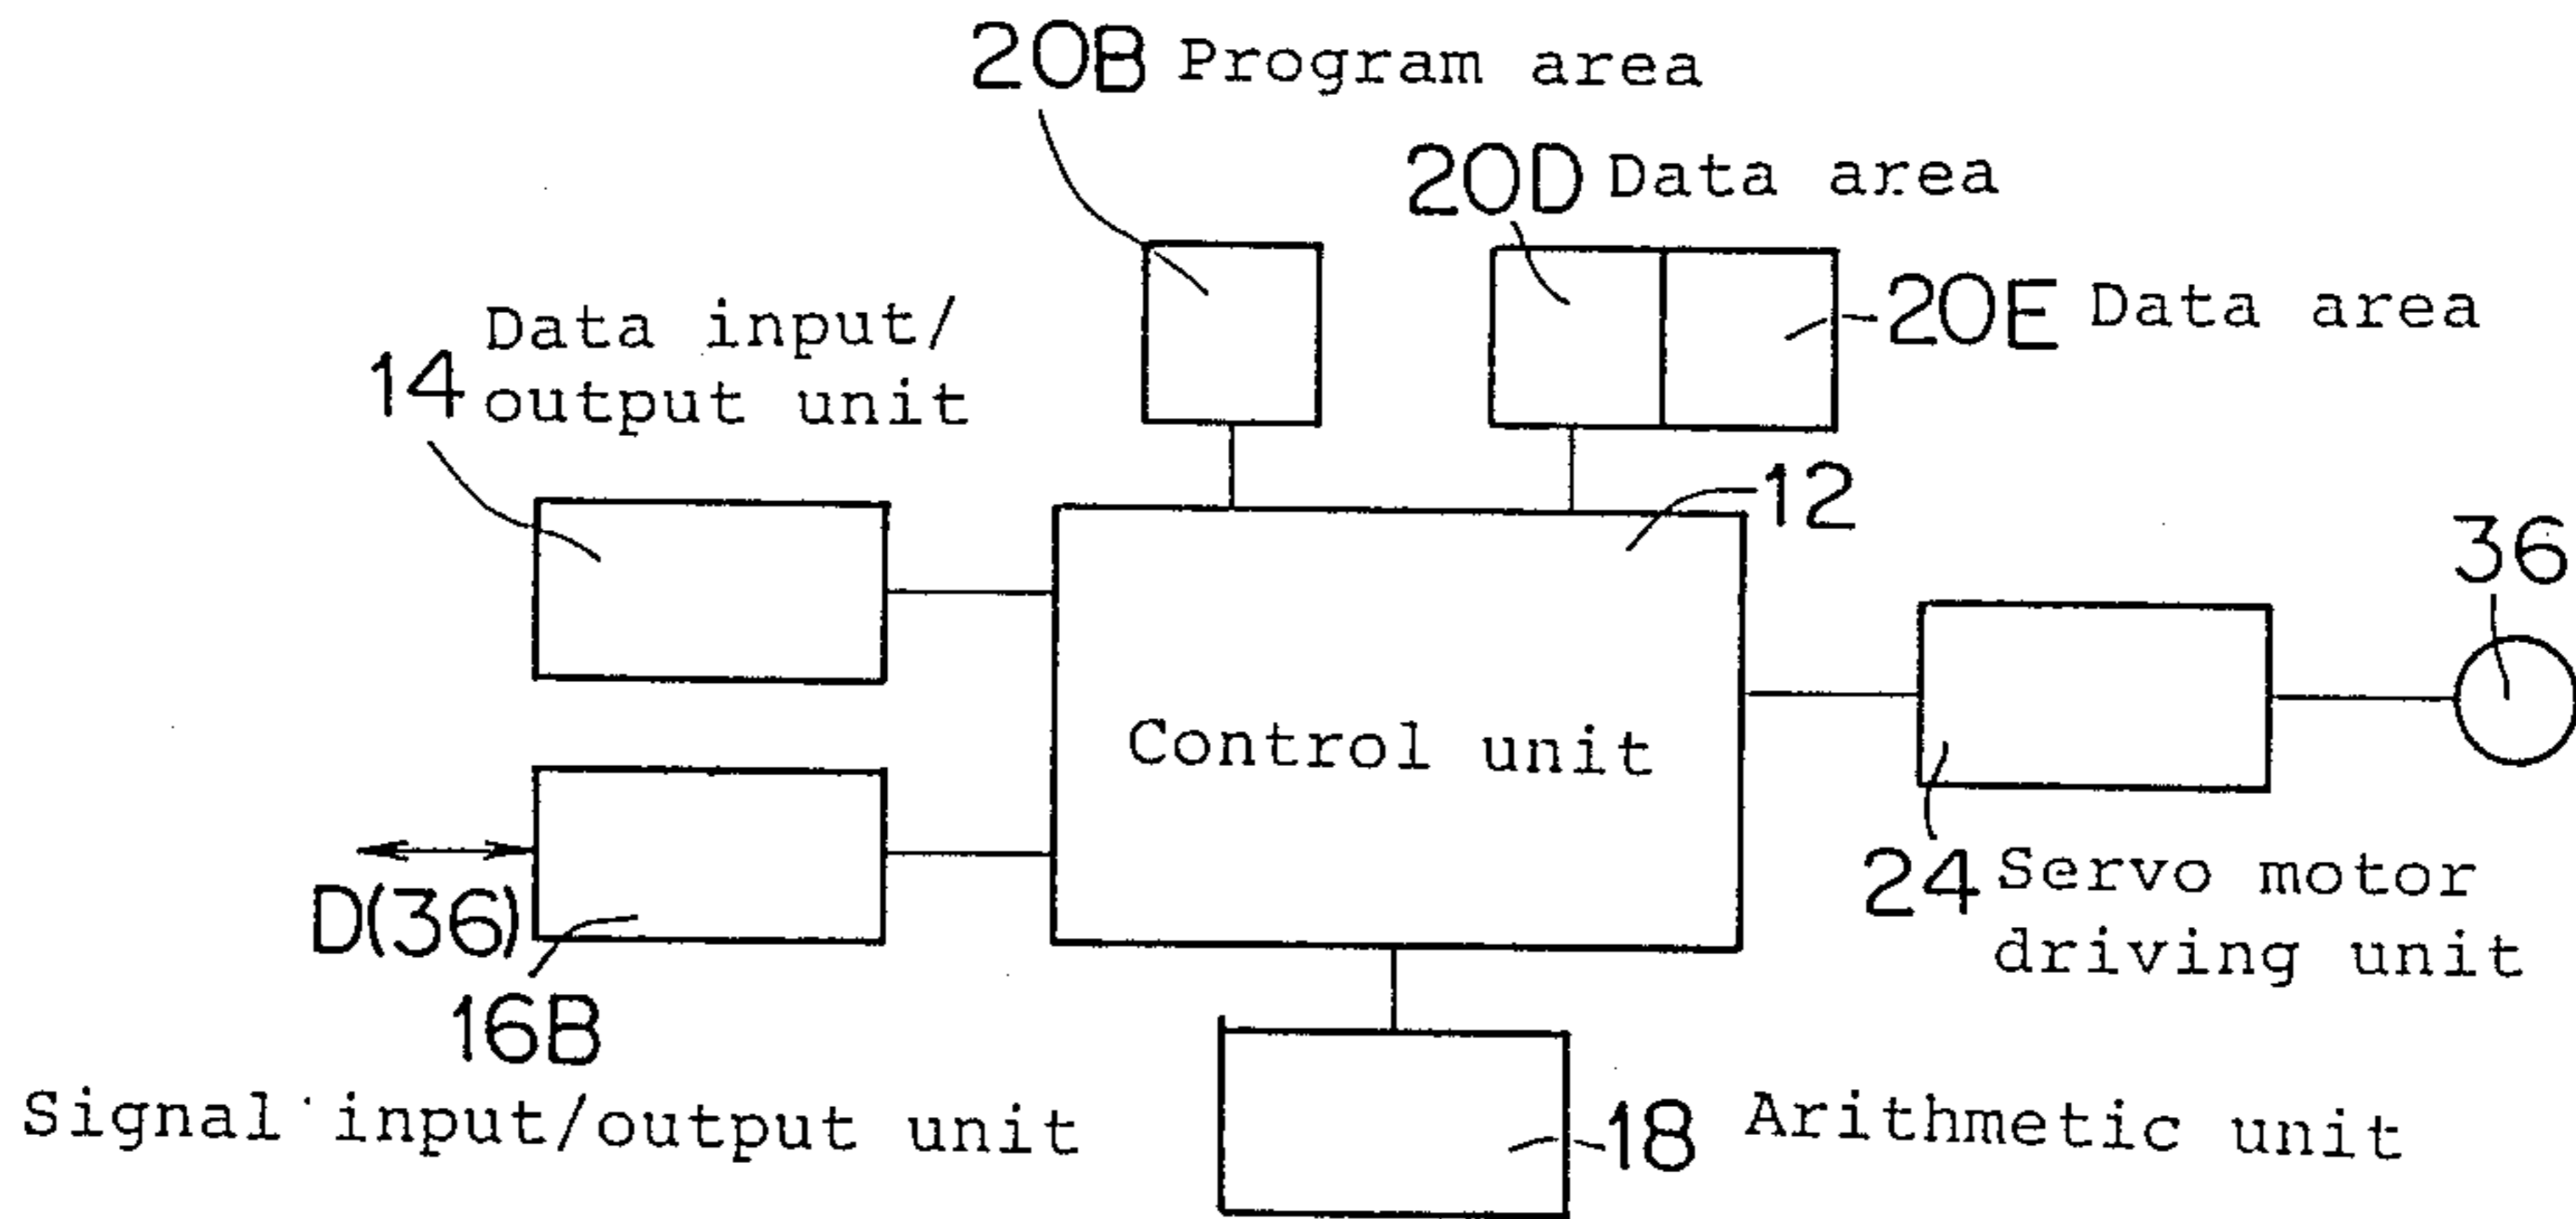 20B Program area
20D Data area
20E Data area
14 Data input/
output unit
12
36
Control unit
D(36)
24 Servo motor
driving unit
16B
Signal input/output unit
18 Arithmetic unit